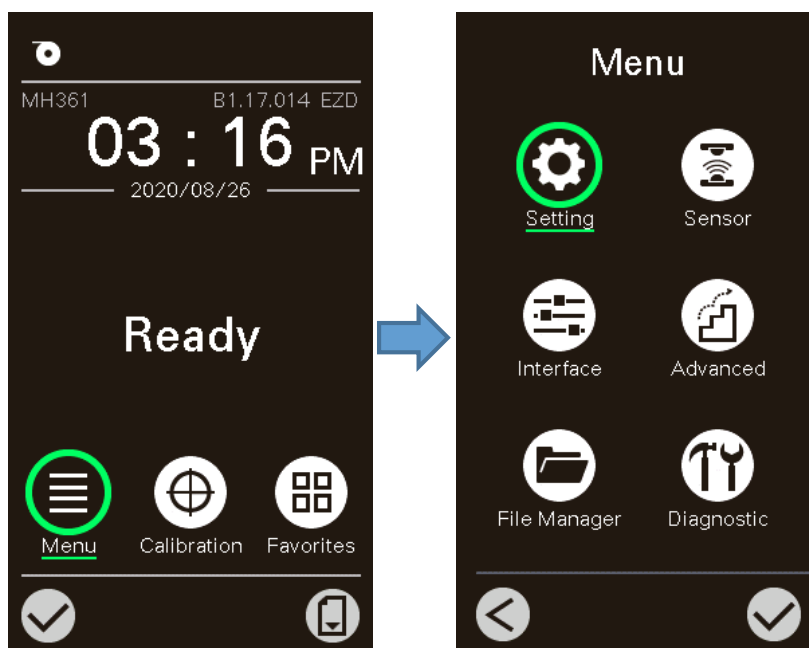 MH361 B1.17.014 EZD
03 : 16 PM
2020/08/26
Ready
Menu Calibration Favorites
Menu
Setting Sensor
Interface Advanced
File Manager Diagnostic